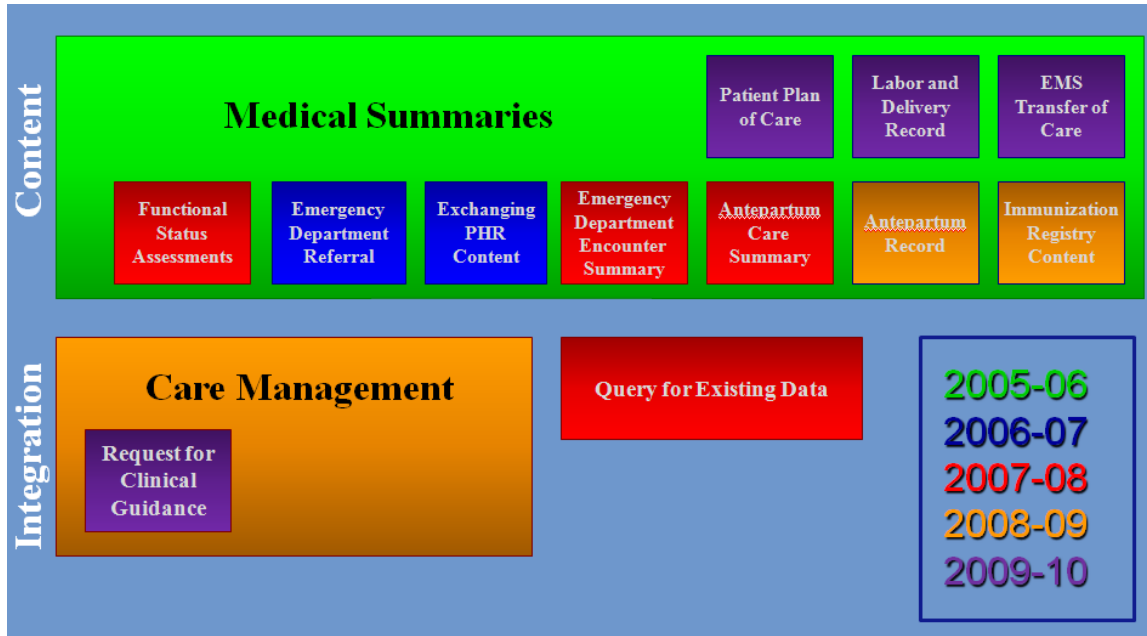 Content
Medical Summaries
Patient Plan
of Care
Labor and
Delivery
Record
EMS
Transfer of
Care
Functional
Status
Assessments
Emergency
Department
Referral
Exchanging
PHR
Content
Emergency
Department
Encounter
Summary
Antepartum
Care
Summary
Antepartum
Record
Immunization
Registry
Content
Integration
Care Management
Request for
Clinical
Guidance
Query for Existing Data
2005-06
2006-07
2007-08
2008-09
2009-10